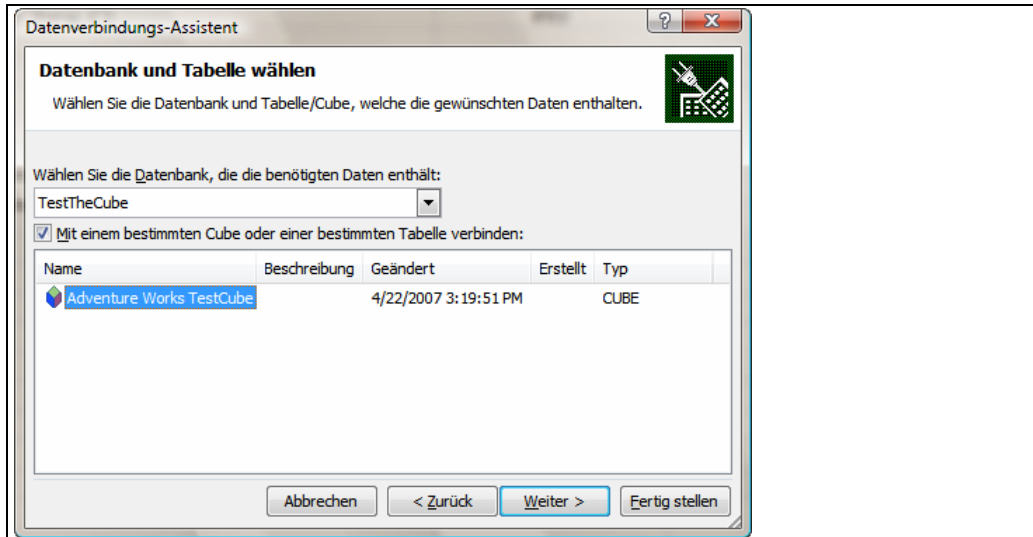 Datenverbindungs-Assistent
Datenbank und Tabelle wählen
Wählen Sie die Datenbank und Tabelle/Cube, welche die gewünschten Daten enthalten.
Wählen Sie die Datenbank, die die benötigten Daten enthält:
TestTheCube
Mit einem bestimmten Cube oder einer bestimmten Tabelle verbinden:
Name Beschreibung Geändert Erstellt Typ
Adventure Works TestCube 4/22/2007 3:19:51 PM CUBE
Abbrechen < Zurück Weiter > Fertig stellen